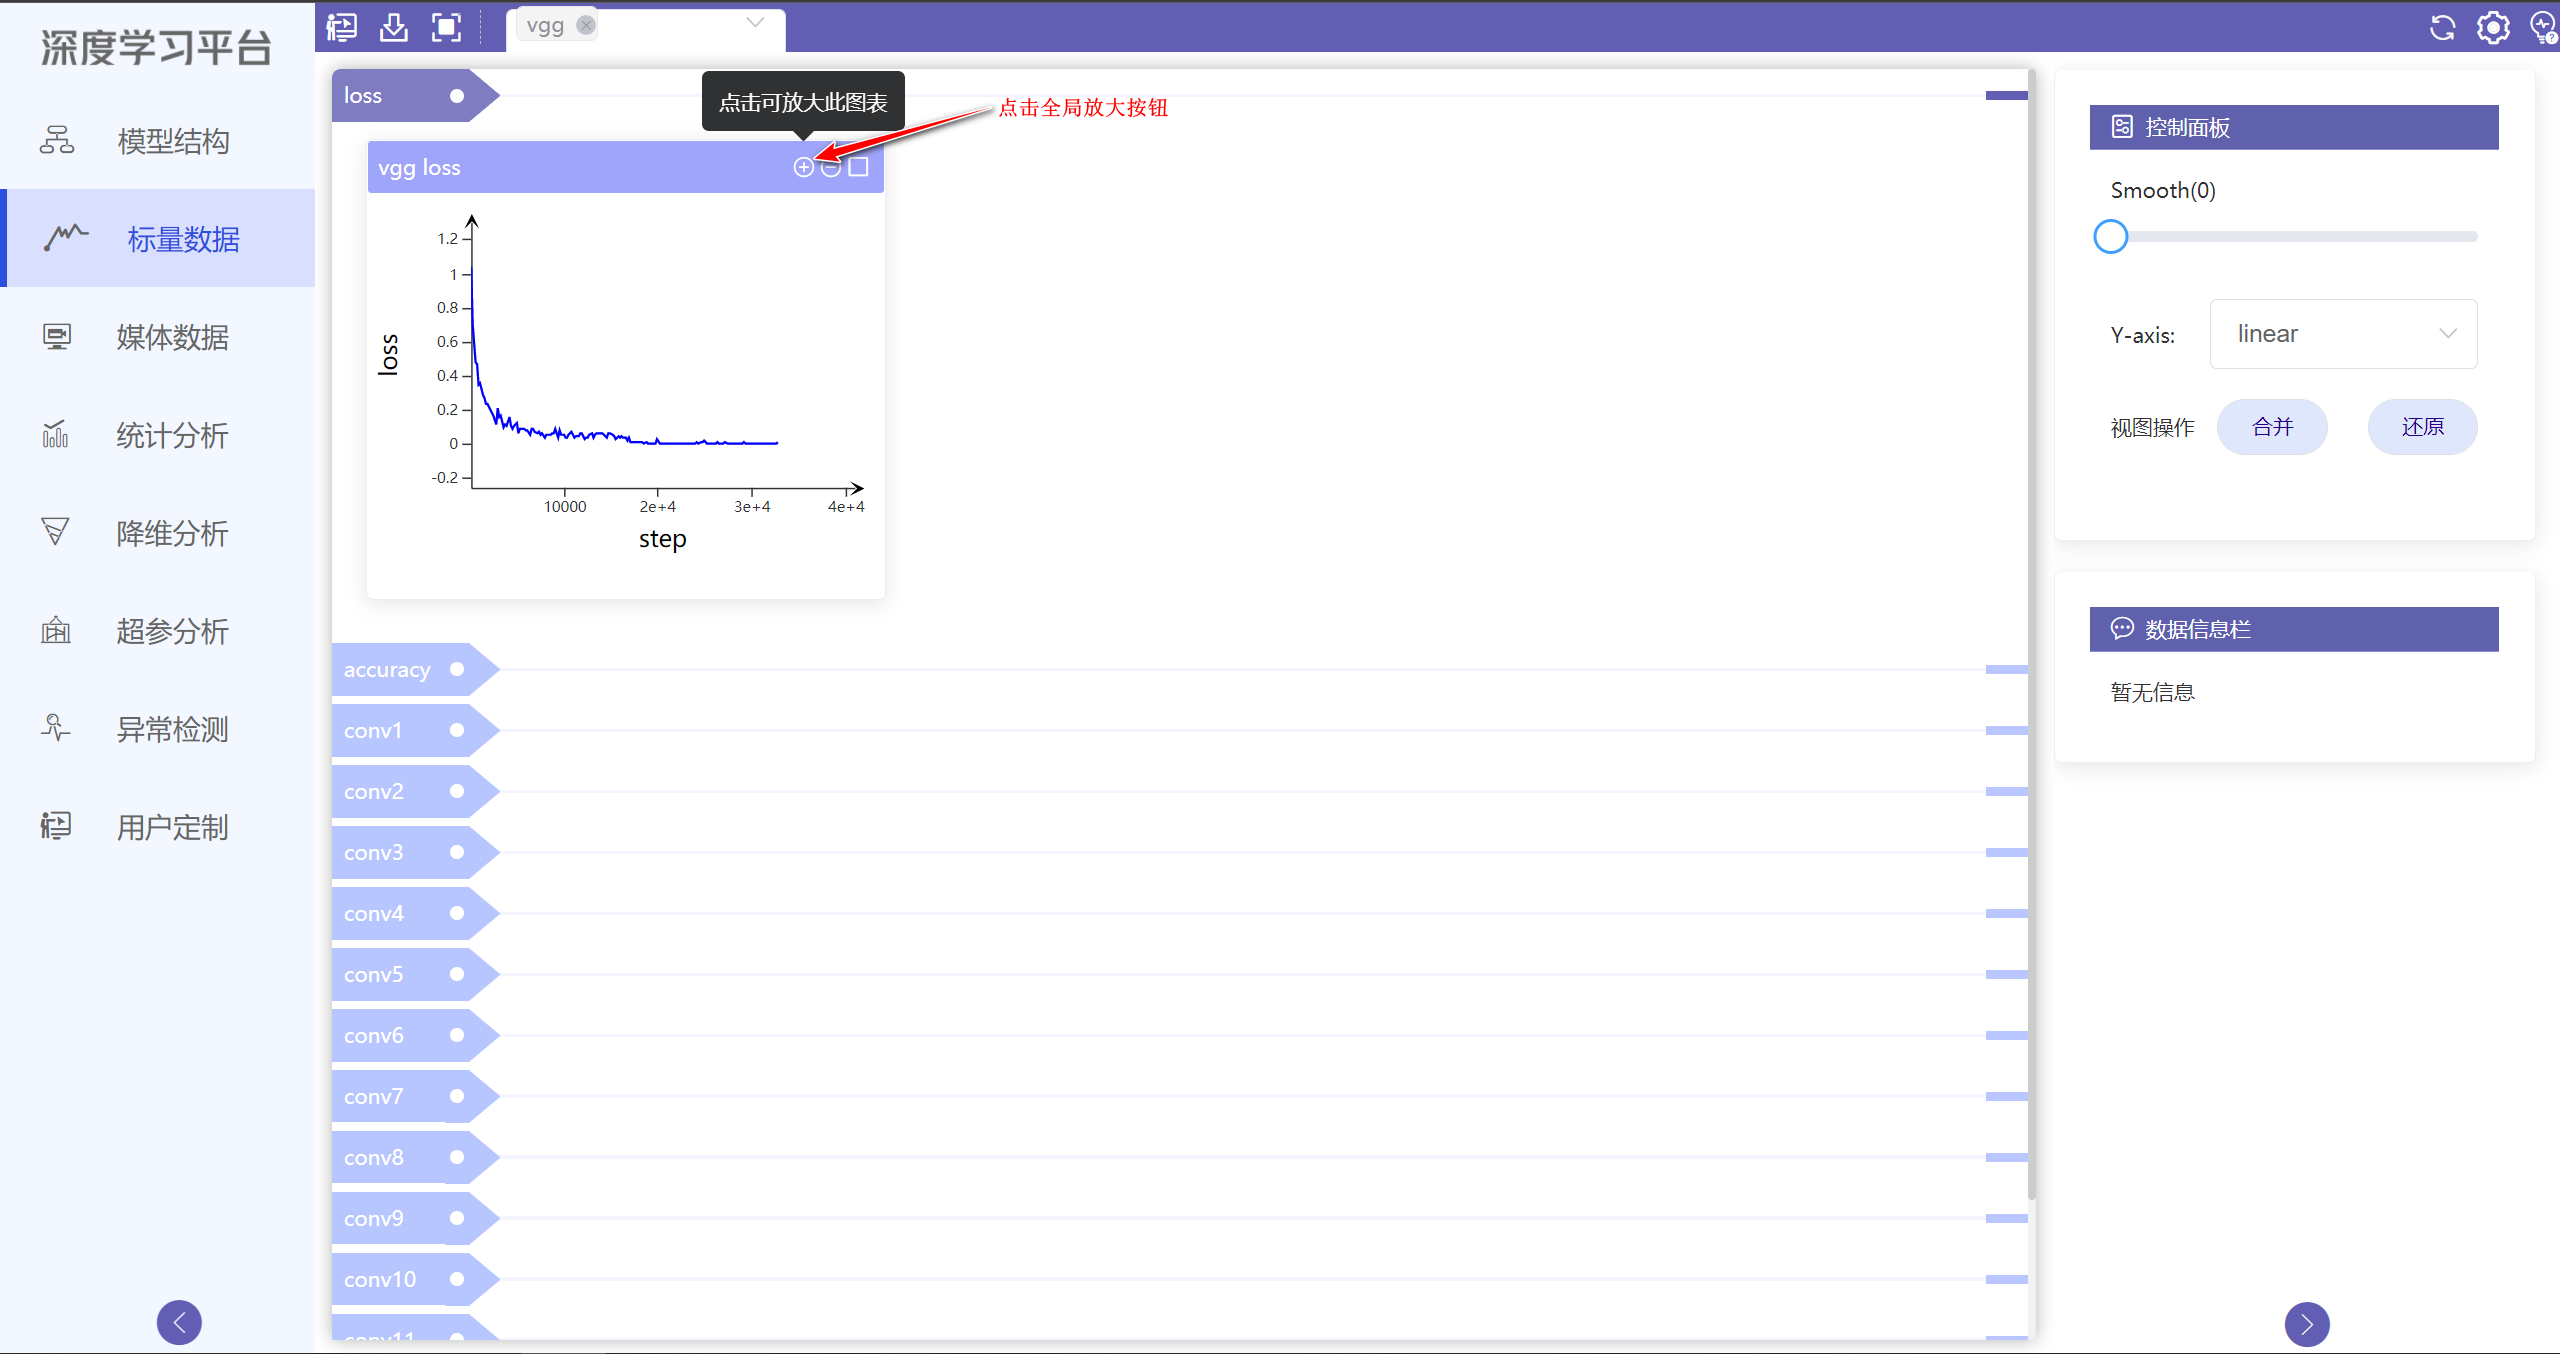 深度学习平台
模型结构
标量数据
媒体数据
统计分析
降维分析
超参分析
异常检测
用户定制
vgg
loss
点击可放大此图表
点击全局放大按钮
vgg loss
1.2
1
0.8
0.6
0.4
0.2
0
-0.2
loss
10000 2e+4 3e+4 4e+4
step
accuracy
conv1
conv2
conv3
conv4
conv5
conv6
conv7
conv8
conv9
conv10
conv11
控制面板
Smooth(0)
Y-axis: linear
视图操作 合并 还原
数据信息栏
暂无信息